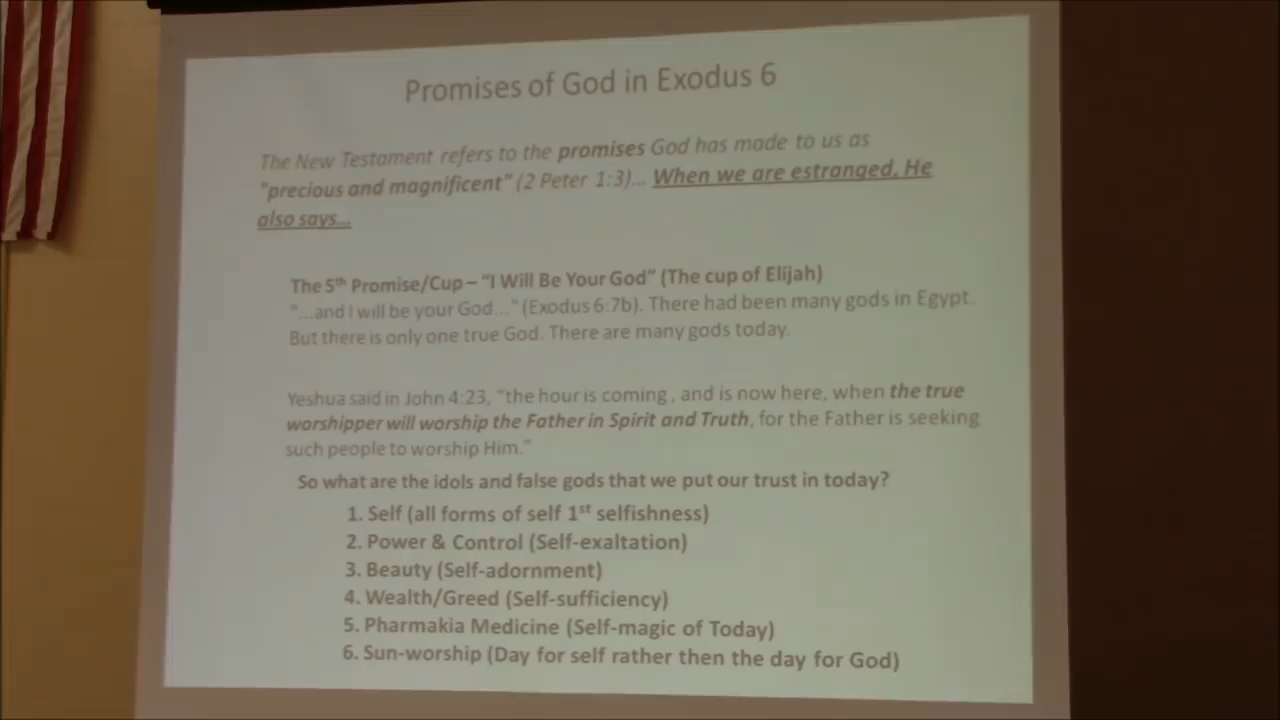 Promises of God in Exodus 6
The New Testament refers to the promises God has made to us as
"precious and magnificent" (2 Peter 1:3)... When we are estranged, He
also says...
The 5th Promise/Cup – "I Will Be Your God" (The cup of Elijah)
"...and I will be your God..." (Exodus 6:7b). There had been many gods in Egypt.
But there is only one true God. There are many gods today.
Yeshua said in John 4:23, "the hour is coming, and is now here, when the true
worshipper will worship the Father in Spirit and Truth, for the Father is seeking
such people to worship Him."
So what are the idols and false gods that we put our trust in today?
1. Self (all forms of self 1st selfishness)
2. Power & Control (Self-exaltation)
3. Beauty (Self-adornment)
4. Wealth/Greed (Self-sufficiency)
5. Pharmakia Medicine (Self-magic of Today)
6. Sun-worship (Day for self rather then the day for God)